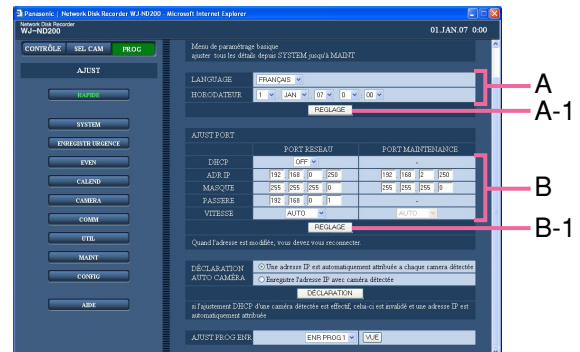 Panasonic | Network Disk Recorder WJ-ND200 - Microsoft Internet Explorer
Network Disk Recorder
WJ-ND200
01.JAN.07 0:00
CONTRÔLE SEL CAM PROG
AJUST
RAPIDE
SYSTEM
ENREGISTR URGENCE
EVEN
CALEND
CAMERA
COMM
UTIL
MAINT
CONFIG
AIDE
Menu de paramétrage basique
ajuster tous les détails depuis SYSTEM jusqu'à MAINT
LANGUAGE FRANÇAIS
HORODATEUR 1 JAN 07 0 : 00
REGLAGE
A
A-1
AJUST PORT
PORT RESEAU PORT MAINTENANCE
DHCP OFF -
ADR IP 192 168 0 250 192 168 2 250
MASQUE 255 255 255 0 255 255 255 0
PASSERE 192 168 0 1 -
VITESSE AUTO AUTO
REGLAGE
B
B-1
Quand l'adresse est modifiée, vous devez vous reconnecter.
DÉCLARATION AUTO CAMÉRA
Une adresse IP est automatiquement attribuée a chaque camera détectée
Enregistre l'adresse IP avec caméra détectée
DÉCLARATION
si l'ajustement DHCP d'une caméra détectée est effectif, celui-ci est invalidé et une adresse IP est
automatiquement attribuée
AJUST PROG ENR ENR PROG 1 VUE